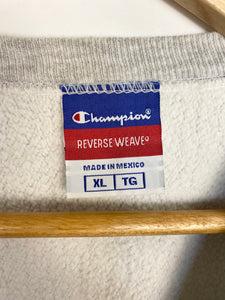 Champion®
REVERSE WEAVE®
MADE IN MEXICO
XL TG